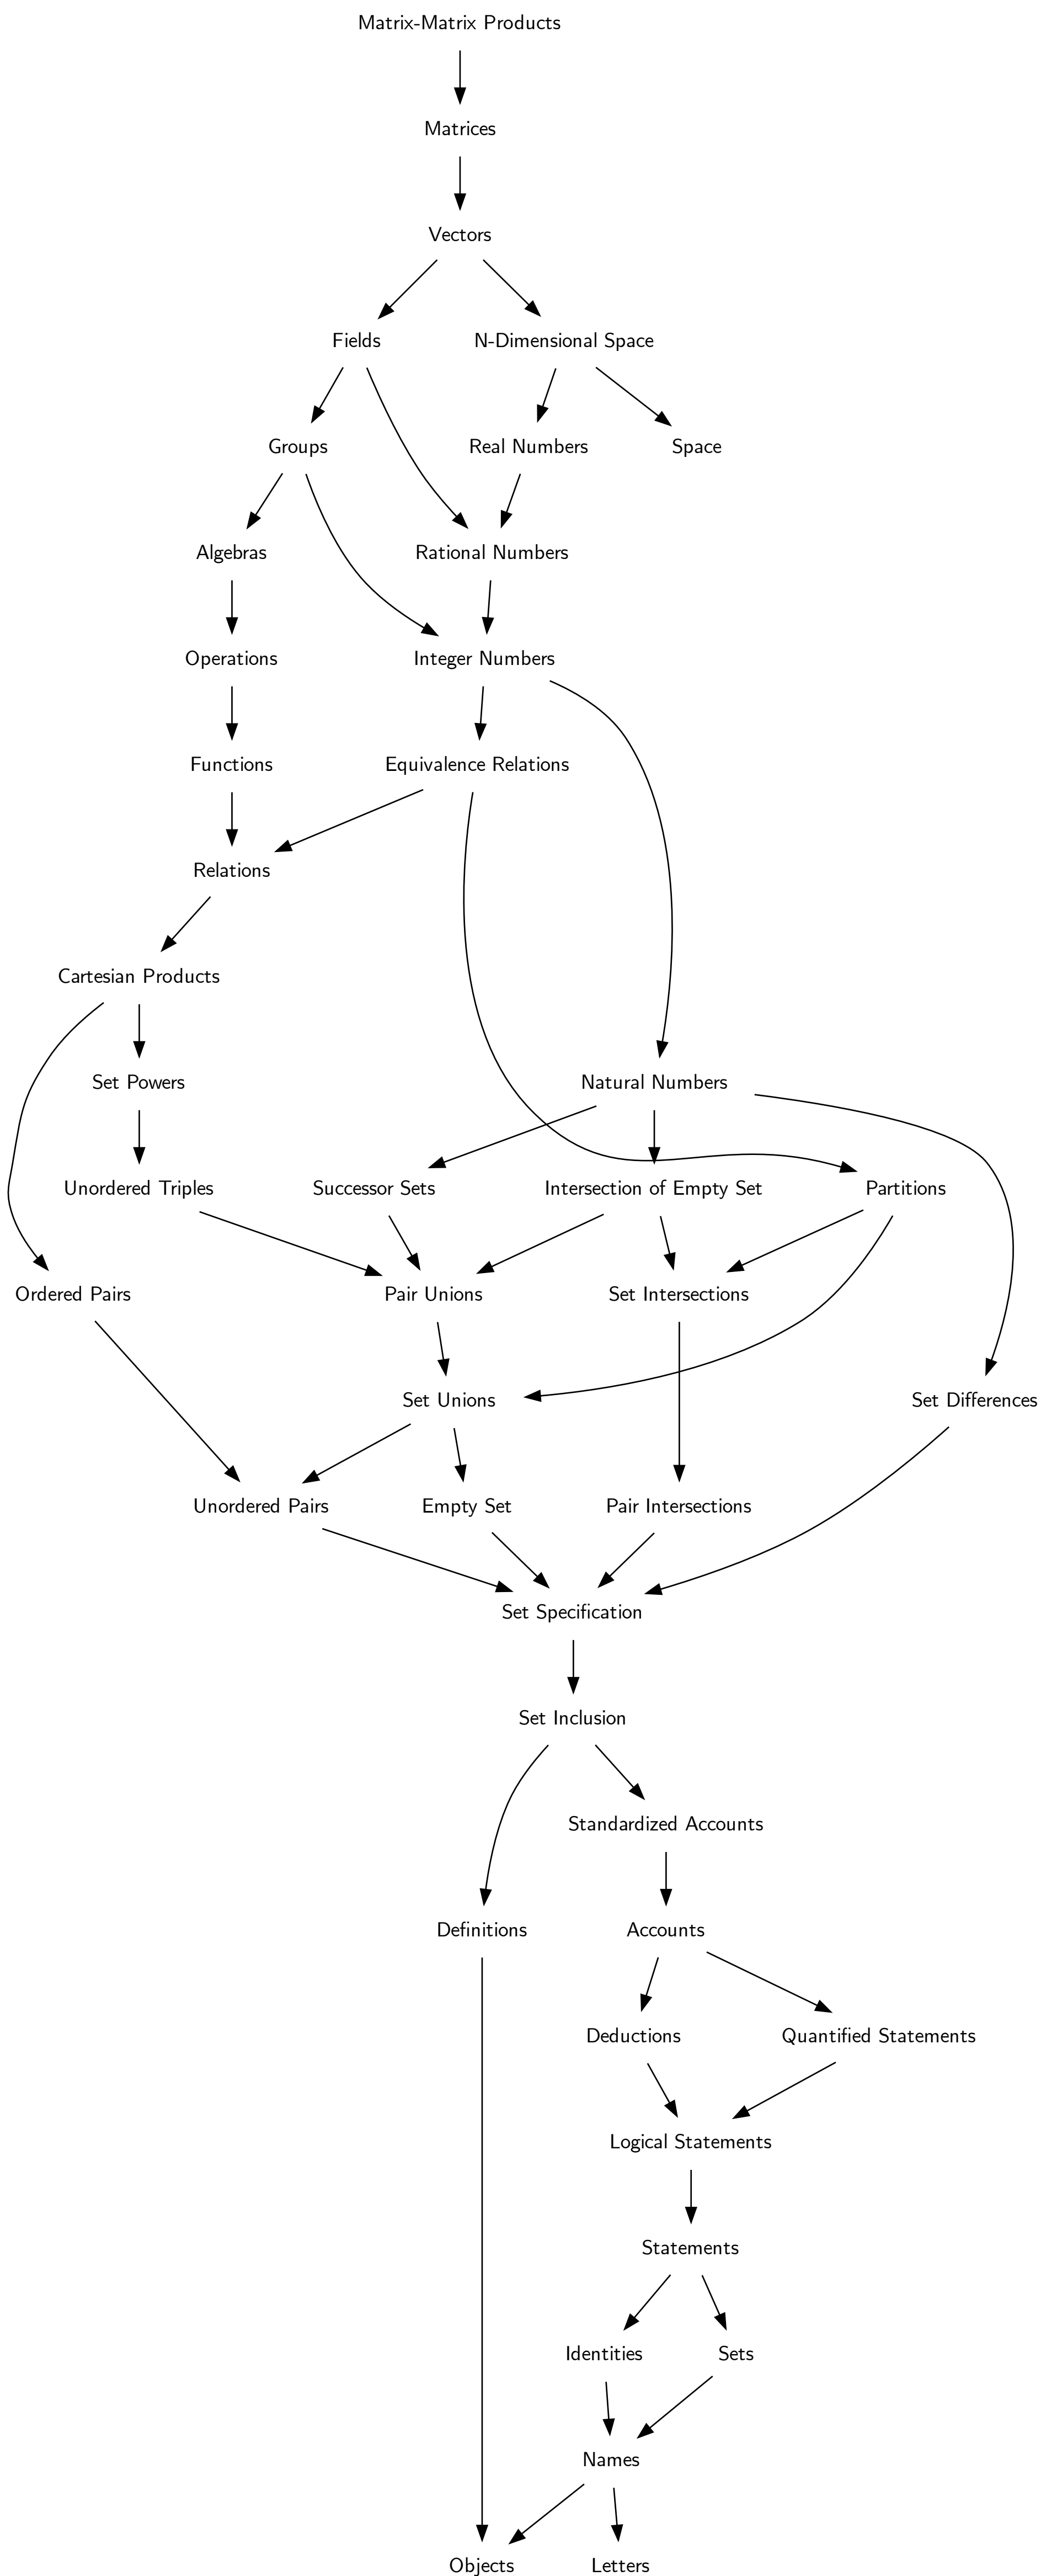 Matrix-Matrix Products
Matrices
Vectors
Fields
N-Dimensional Space
Groups
Real Numbers
Space
Algebras
Rational Numbers
Operations
Integer Numbers
Functions
Equivalence Relations
Relations
Cartesian Products
Set Powers
Natural Numbers
Unordered Triples
Successor Sets
Intersection of Empty Set
Partitions
Ordered Pairs
Pair Unions
Set Intersections
Set Unions
Set Differences
Unordered Pairs
Empty Set
Pair Intersections
Set Specification
Set Inclusion
Standardized Accounts
Definitions
Accounts
Deductions
Quantified Statements
Logical Statements
Statements
Identities
Sets
Names
Objects
Letters